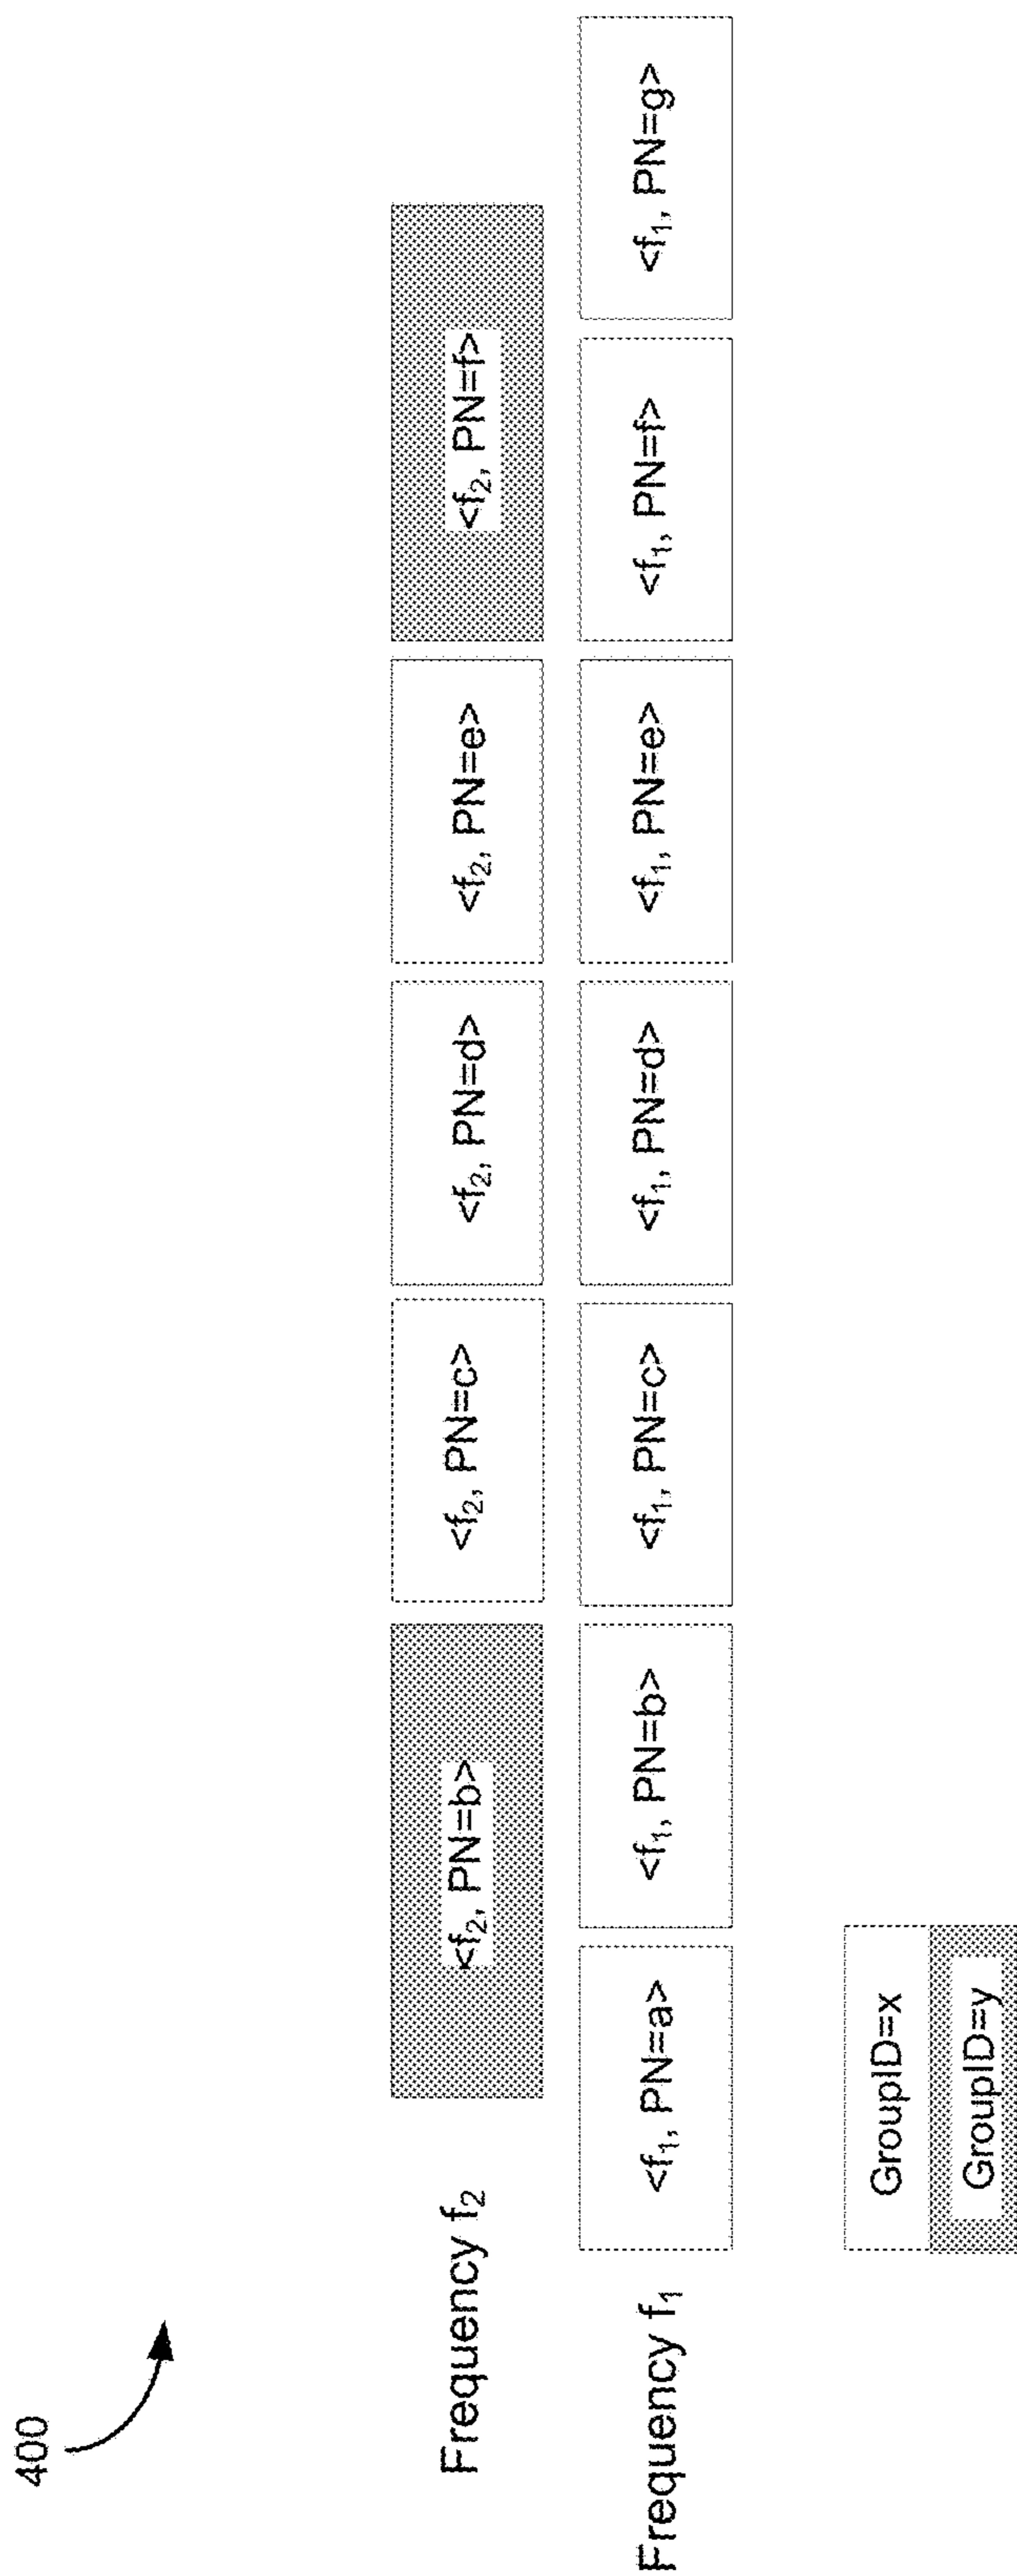 400
Frequency f₂
<f₂, PN=b>
<f₂, PN=c>
<f₂, PN=d>
<f₂, PN=e>
<f₂, PN=f>
Frequency f₁
<f₁, PN=a>
<f₁, PN=b>
<f₁, PN=c>
<f₁, PN=d>
<f₁, PN=e>
<f₁, PN=f>
<f₁, PN=g>
GroupID=x
GroupID=y